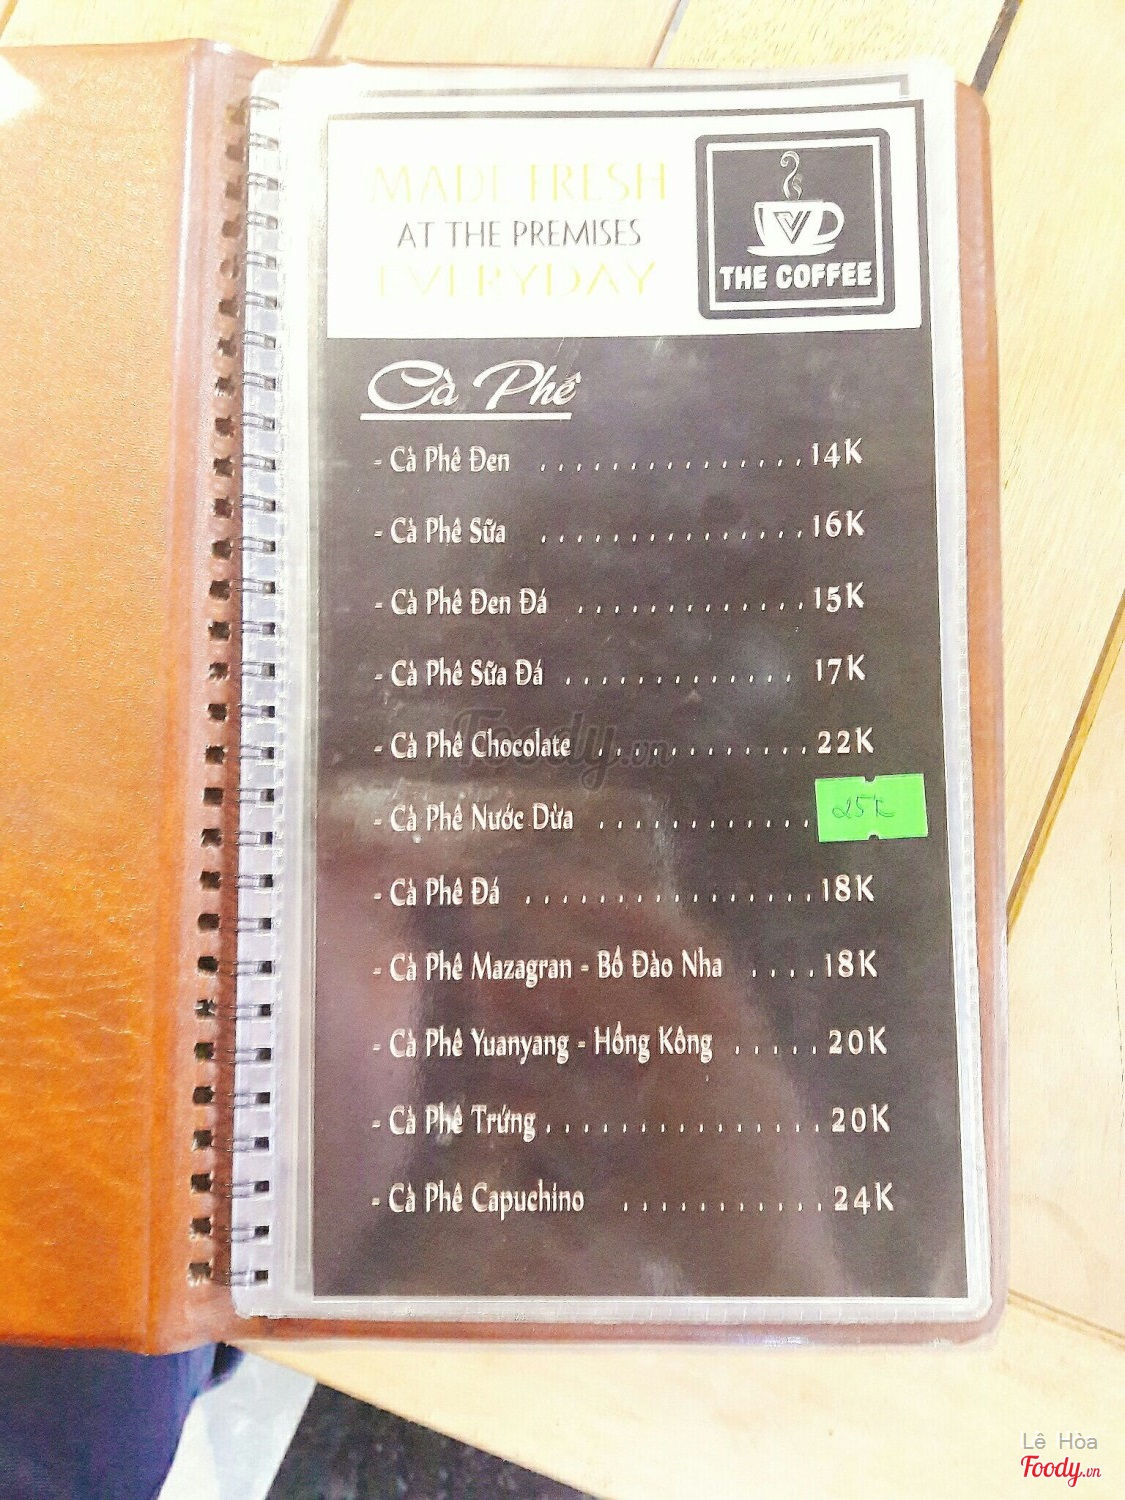 MADE FRESH
AT THE PREMISES
EVERYDAY
THE COFFEE
Cà Phê
- Cà Phê Đen ............... 14K
- Cà Phê Sữa ............... 16K
- Cà Phê Đen Đá ............. 15K
- Cà Phê Sữa Đá ............. 17K
- Cà Phê Chocolate ............ 22K
- Cà Phê Nước Dừa ............ 25K
- Cà Phê Đá ................ 18K
- Cà Phê Mazagran - Bồ Đào Nha .... 18K
- Cà Phê Yuanyang - Hồng Kông ..... 20K
- Cà Phê Trứng ............... 20K
- Cà Phê Capuchino ........... 24K
Foody.vn
Lê Hòa
Foody.vn